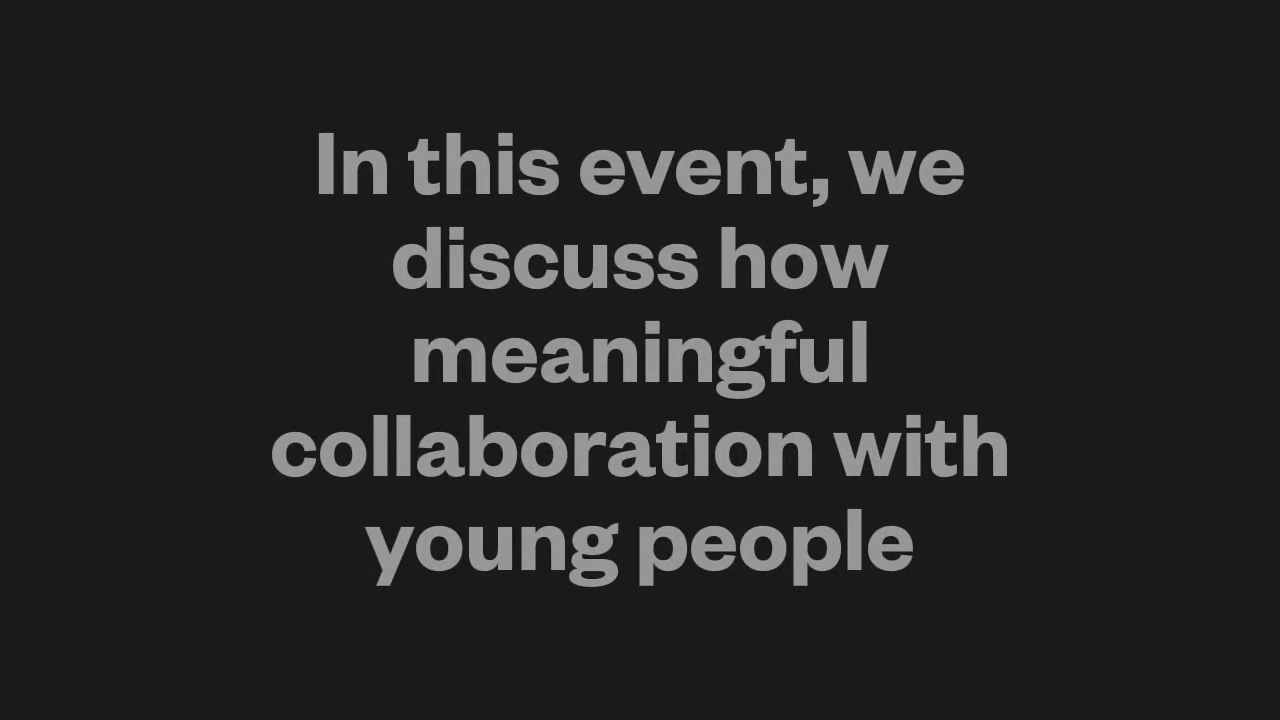 In this event, we
discuss how
meaningful
collaboration with
young people